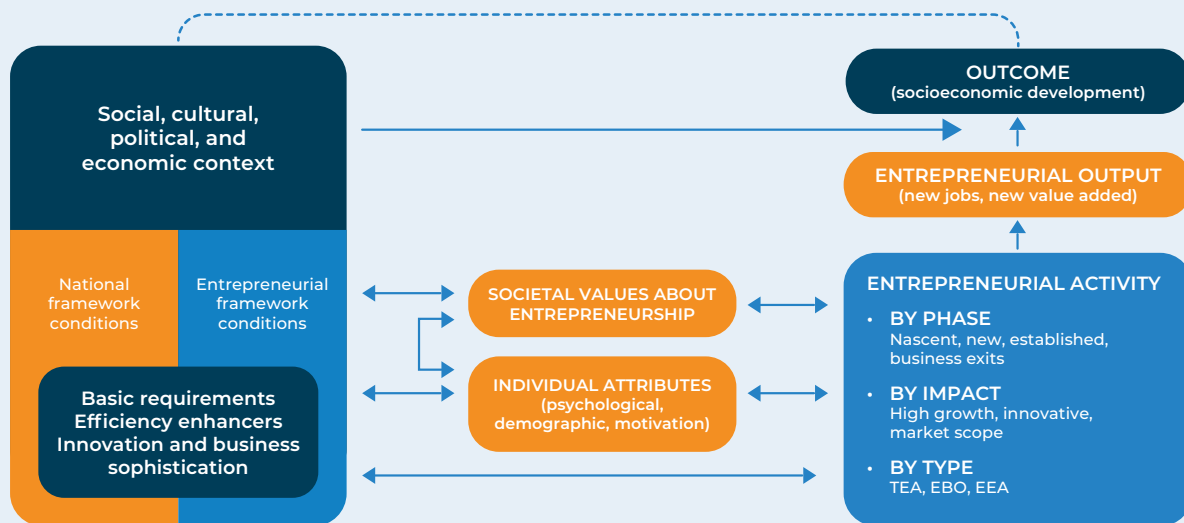 Social, cultural,
political, and
economic context
National
framework
conditions
Entrepreneurial
framework
conditions
Basic requirements
Efficiency enhancers
Innovation and business
sophistication
SOCIETAL VALUES ABOUT
ENTREPRENEURSHIP
INDIVIDUAL ATTRIBUTES
(psychological,
demographic, motivation)
OUTCOME
(socioeconomic development)
ENTREPRENEURIAL OUTPUT
(new jobs, new value added)
ENTREPRENEURIAL ACTIVITY
• BY PHASE
Nascent, new, established,
business exits
• BY IMPACT
High growth, innovative,
market scope
• BY TYPE
TEA, EBO, EEA